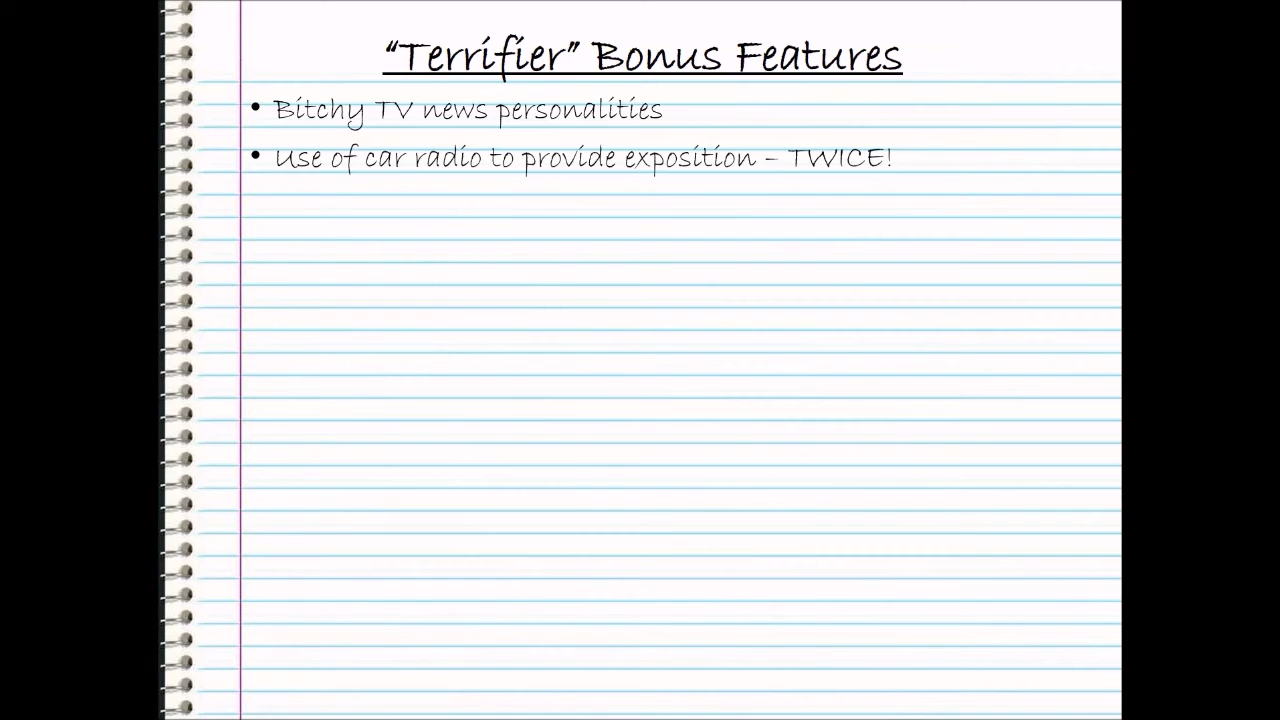 “Terrifier” Bonus Features
• Bitchy TV news personalities
• Use of car radio to provide exposition – TWICE!